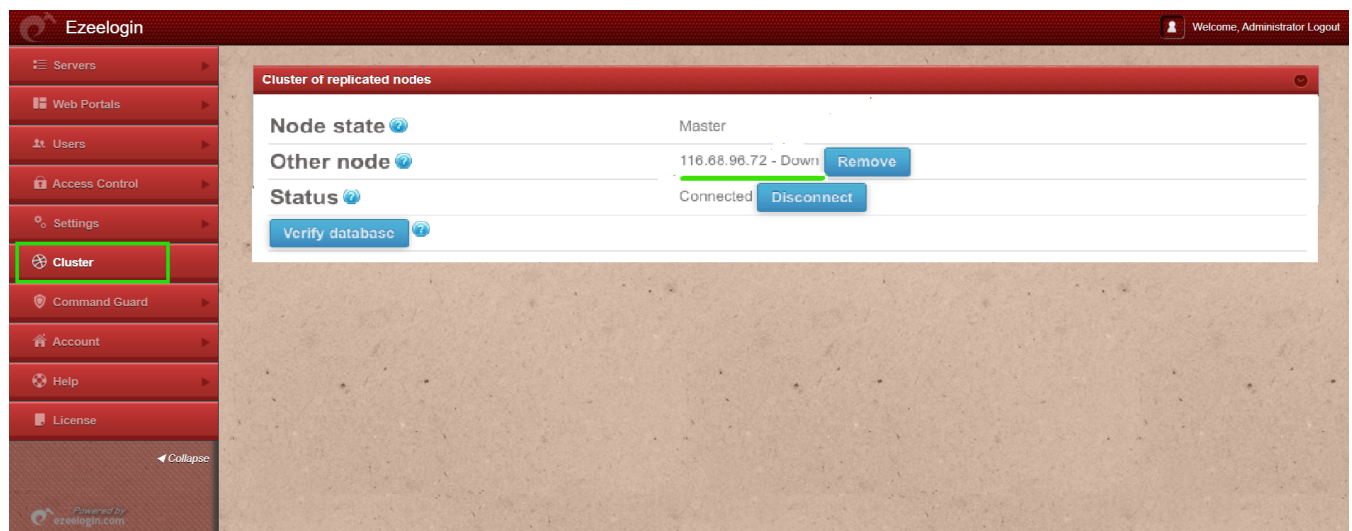 Ezeelogin
Welcome, Administrator Logout
Servers
Web Portals
Users
Access Control
Settings
Cluster
Command Guard
Account
Help
License
Collapse
Powered by
ezeelogin.com
Cluster of replicated nodes
Node state ? Master
Other node ? 116.68.96.72 - Down Remove
Status ? Connected Disconnect
Verify database ?